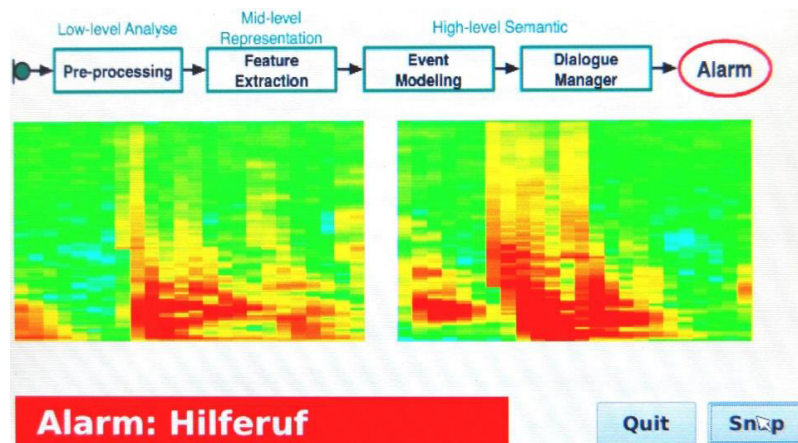 Low-level Analyse
Mid-level
Representation
High-level Semantic
Pre-processing
Feature
Extraction
Event
Modeling
Dialogue
Manager
Alarm
Alarm: Hilferuf
Quit
Snap